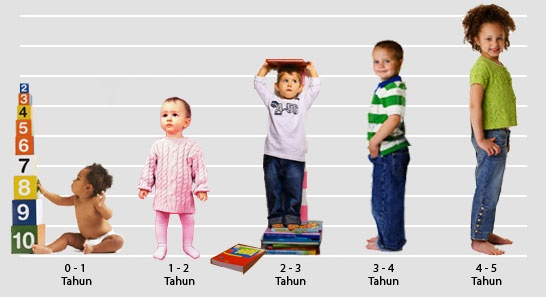 2
3
4
5
6
7
8
9
10
0 - 1
Tahun
1 - 2
Tahun
2 - 3
Tahun
3 - 4
Tahun
4 - 5
Tahun